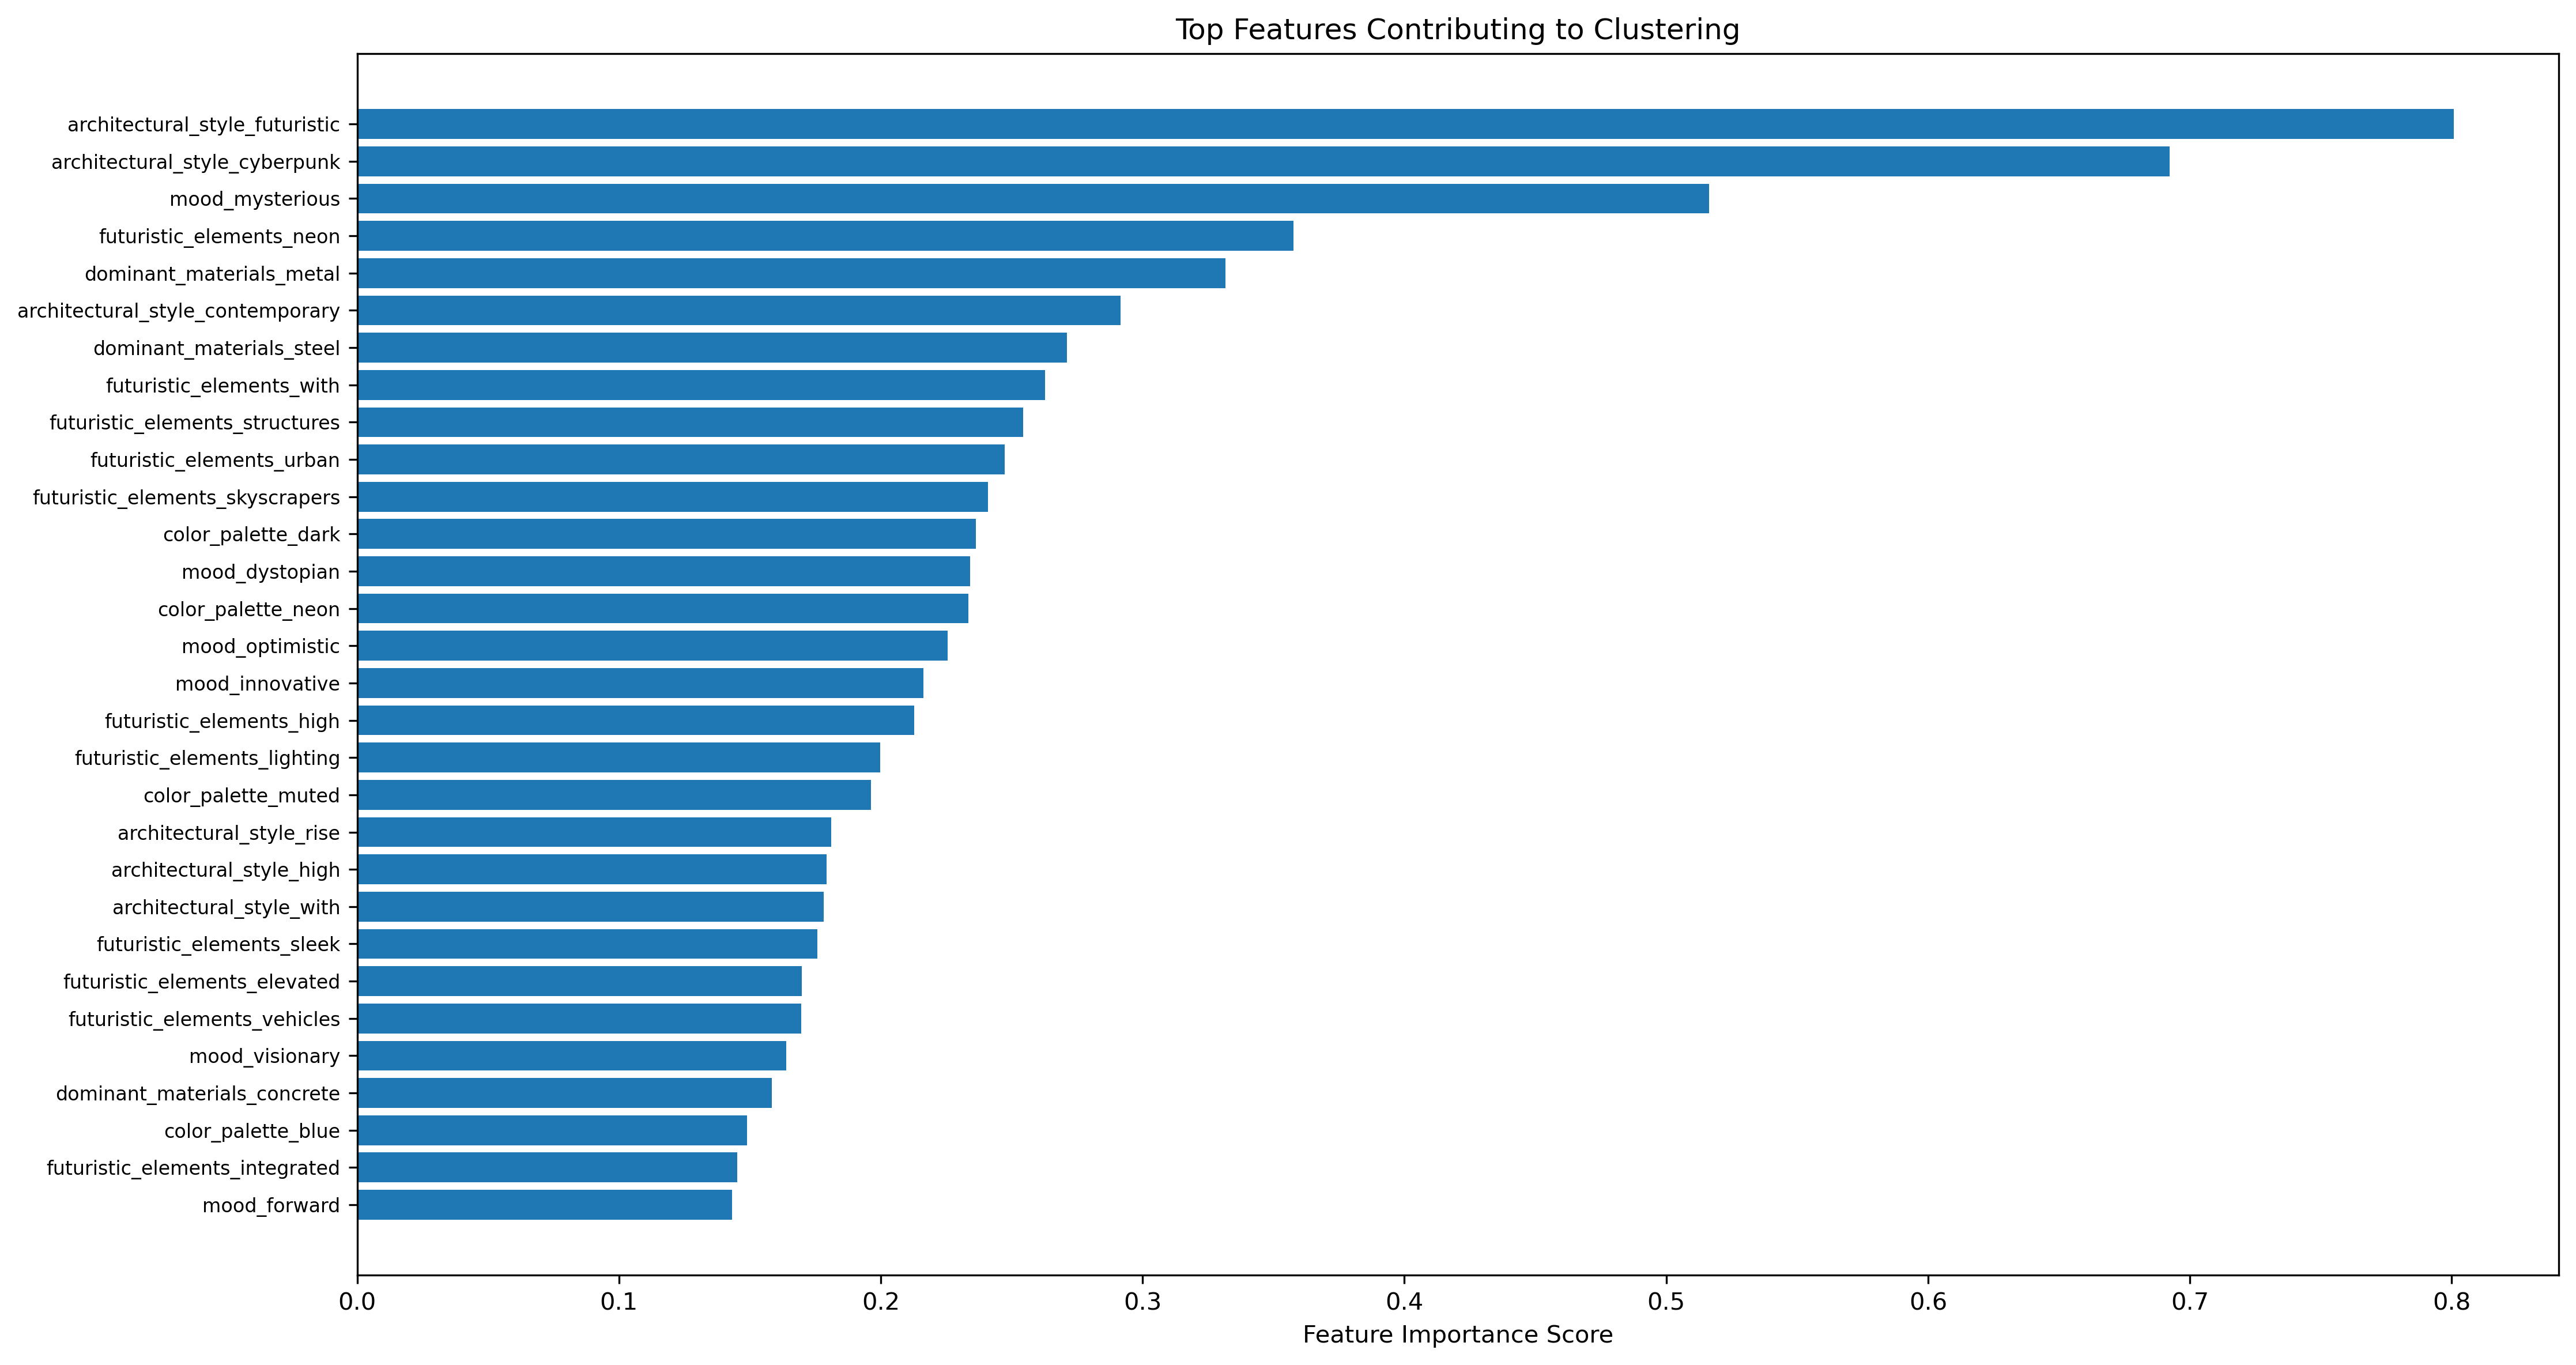 Top Features Contributing to Clustering
architectural_style_futuristic
architectural_style_cyberpunk
mood_mysterious
futuristic_elements_neon
dominant_materials_metal
architectural_style_contemporary
dominant_materials_steel
futuristic_elements_with
futuristic_elements_structures
futuristic_elements_urban
futuristic_elements_skyscrapers
color_palette_dark
mood_dystopian
color_palette_neon
mood_optimistic
mood_innovative
futuristic_elements_high
futuristic_elements_lighting
color_palette_muted
architectural_style_rise
architectural_style_high
architectural_style_with
futuristic_elements_sleek
futuristic_elements_elevated
futuristic_elements_vehicles
mood_visionary
dominant_materials_concrete
color_palette_blue
futuristic_elements_integrated
mood_forward
0.0 0.1 0.2 0.3 0.4 0.5 0.6 0.7 0.8
Feature Importance Score